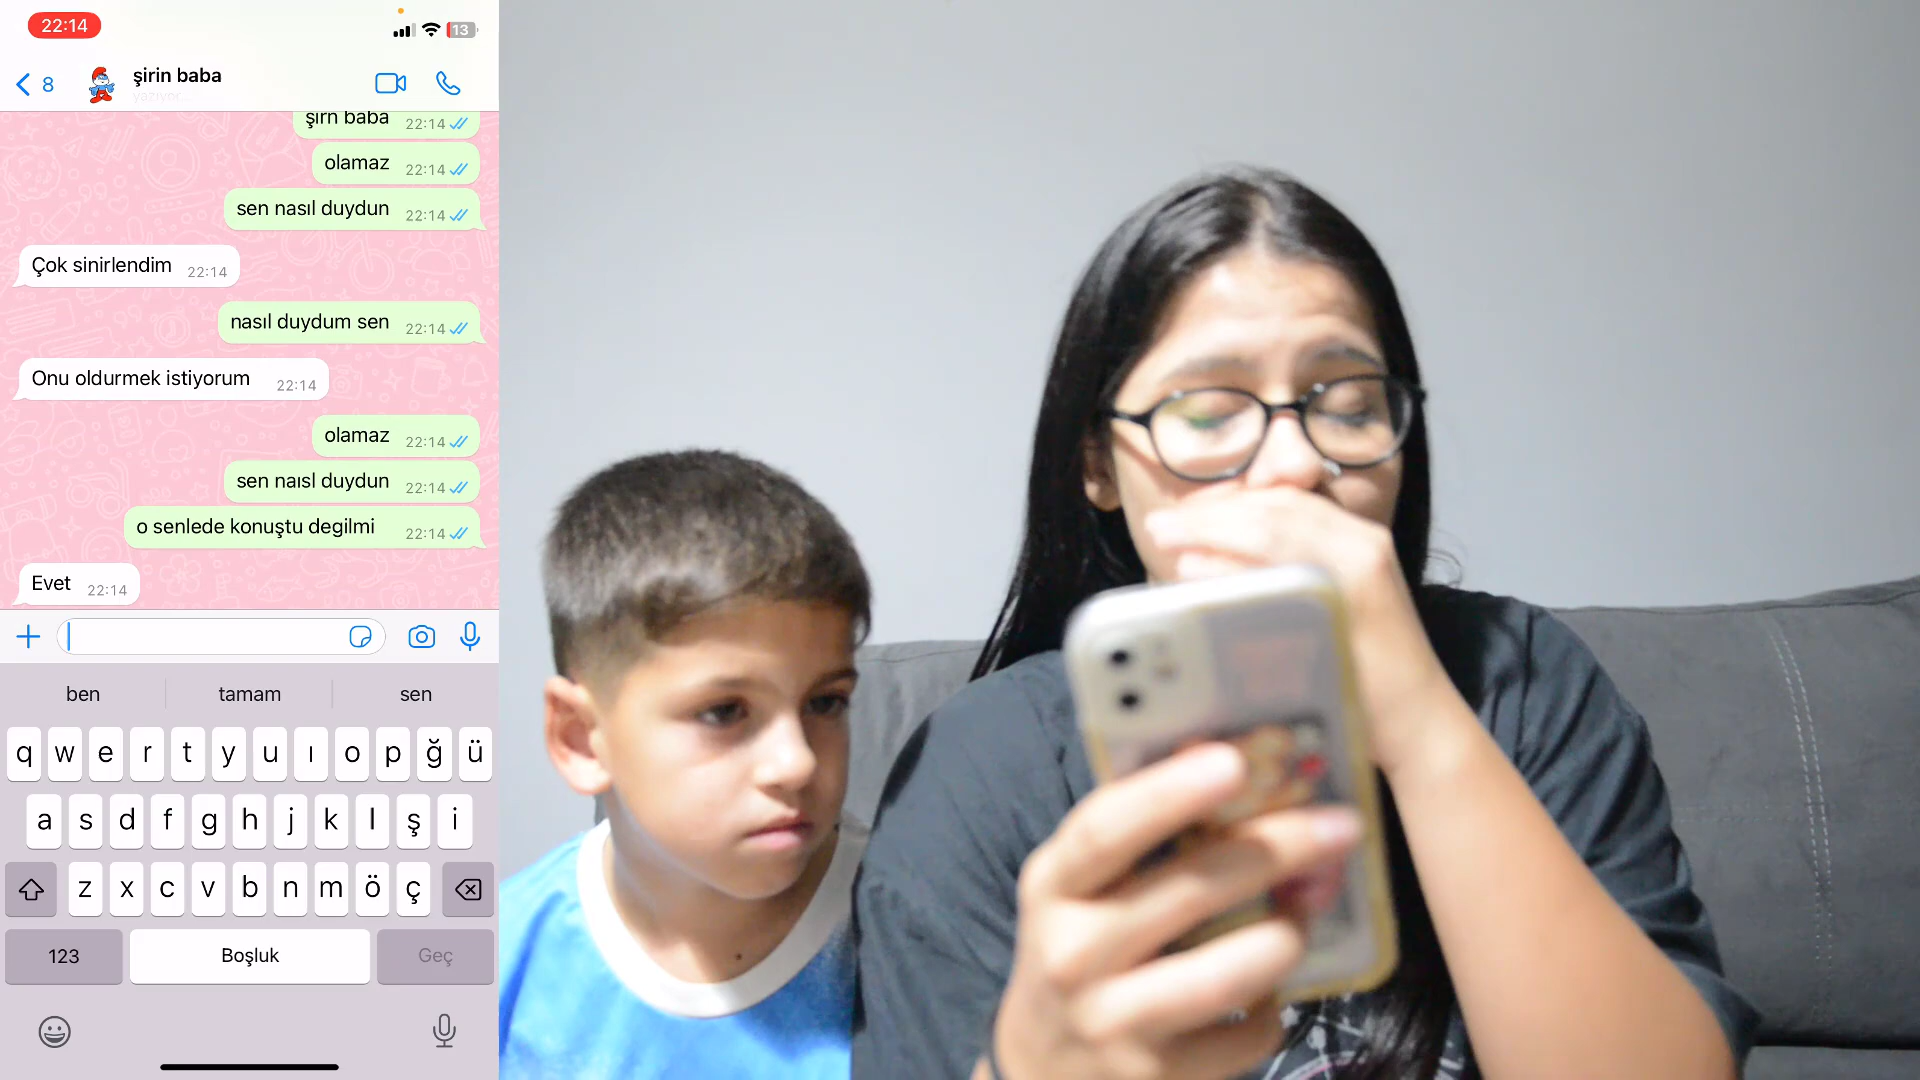 22:14
13
8
şirin baba
yazıyor...
şırn baba 22:14
olamaz 22:14
sen nasıl duydun 22:14
Çok sinirlendim 22:14
nasıl duydum sen 22:14
Onu oldurmek istiyorum 22:14
olamaz 22:14
sen naısl duydun 22:14
o senlede konuştu degilmi 22:14
Evet 22:14
ben tamam sen
q w e r t y u ı o p ğ ü
a s d f g h j k l ş i
z x c v b n m ö ç
123 Boşluk Geç